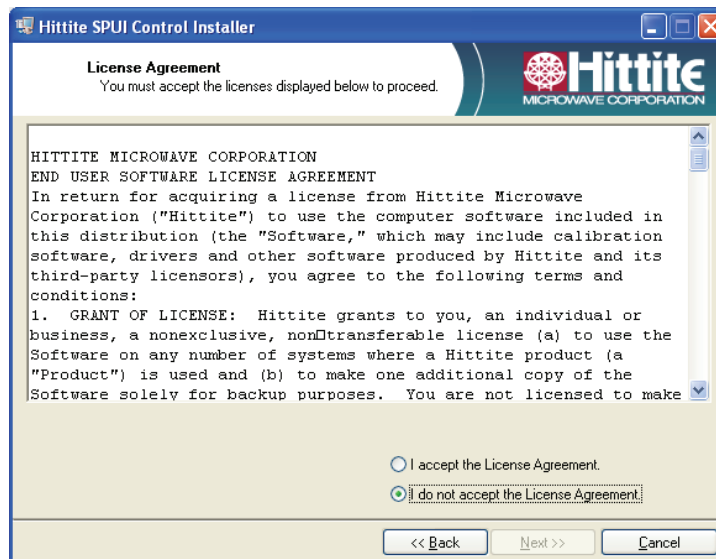 Hittite SPUI Control Installer
License Agreement
You must accept the licenses displayed below to proceed.
Hittite
MICROWAVE CORPORATION
HITTITE MICROWAVE CORPORATION
END USER SOFTWARE LICENSE AGREEMENT
In return for acquiring a license from Hittite Microwave
Corporation ("Hittite") to use the computer software included in
this distribution (the "Software," which may include calibration
software, drivers and other software produced by Hittite and its
third-party licensors), you agree to the following terms and
conditions:
1.  GRANT OF LICENSE:  Hittite grants to you, an individual or
business, a nonexclusive, non□transferable license (a) to use the
Software on any number of systems where a Hittite product (a
"Product") is used and (b) to make one additional copy of the
Software solely for backup purposes.  You are not licensed to make
I accept the License Agreement.
I do not accept the License Agreement.
<< Back
Next >>
Cancel